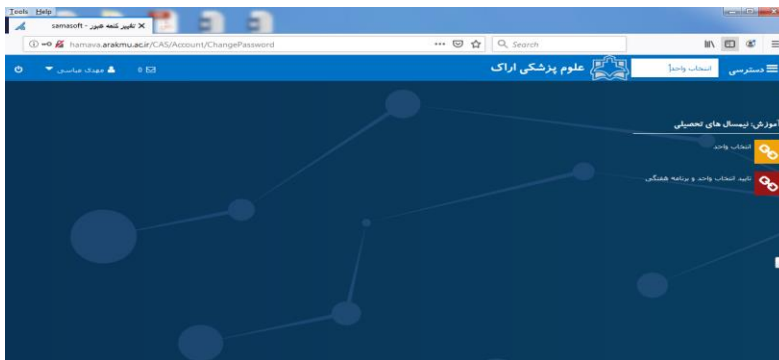 Tools Help
samasoft - تغییر کلمه عبور
hamava.arakmu.ac.ir/CAS/Account/ChangePassword
Search
دسترسی
انتخاب واحد
علوم پزشکی اراک
0
مهدی عباسی
آموزش: نیمسال های تحصیلی
انتخاب واحد
تایید انتخاب واحد و برنامه هفتگی